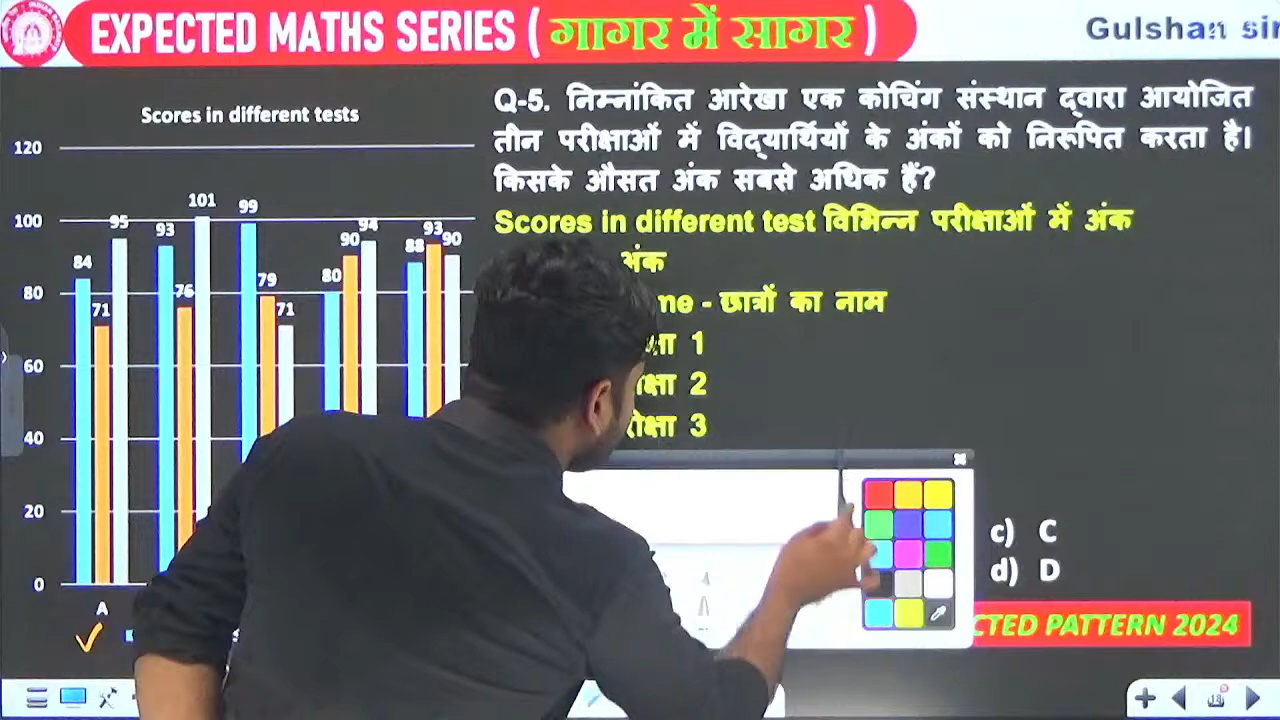 EXPECTED MATHS SERIES ( गागर में सागर )
Gulshan sin
Scores in different tests
120
100
80
60
40
20
0
84
71
95
93
76
101
99
79
71
80
90
94
88
93
90
A
Q-5. निम्नांकित आरेखा एक कोचिंग संस्थान द्वारा आयोजित
तीन परीक्षाओं में विद्यार्थियों के अंकों को निरूपित करता है।
किसके औसत अंक सबसे अधिक हैं?
Scores in different test विभिन्न परीक्षाओं में अंक
अंक
me - छात्रों का नाम
क्षा 1
क्षा 2
रीक्षा 3
c) C
d) D
CTED PATTERN 2024
18